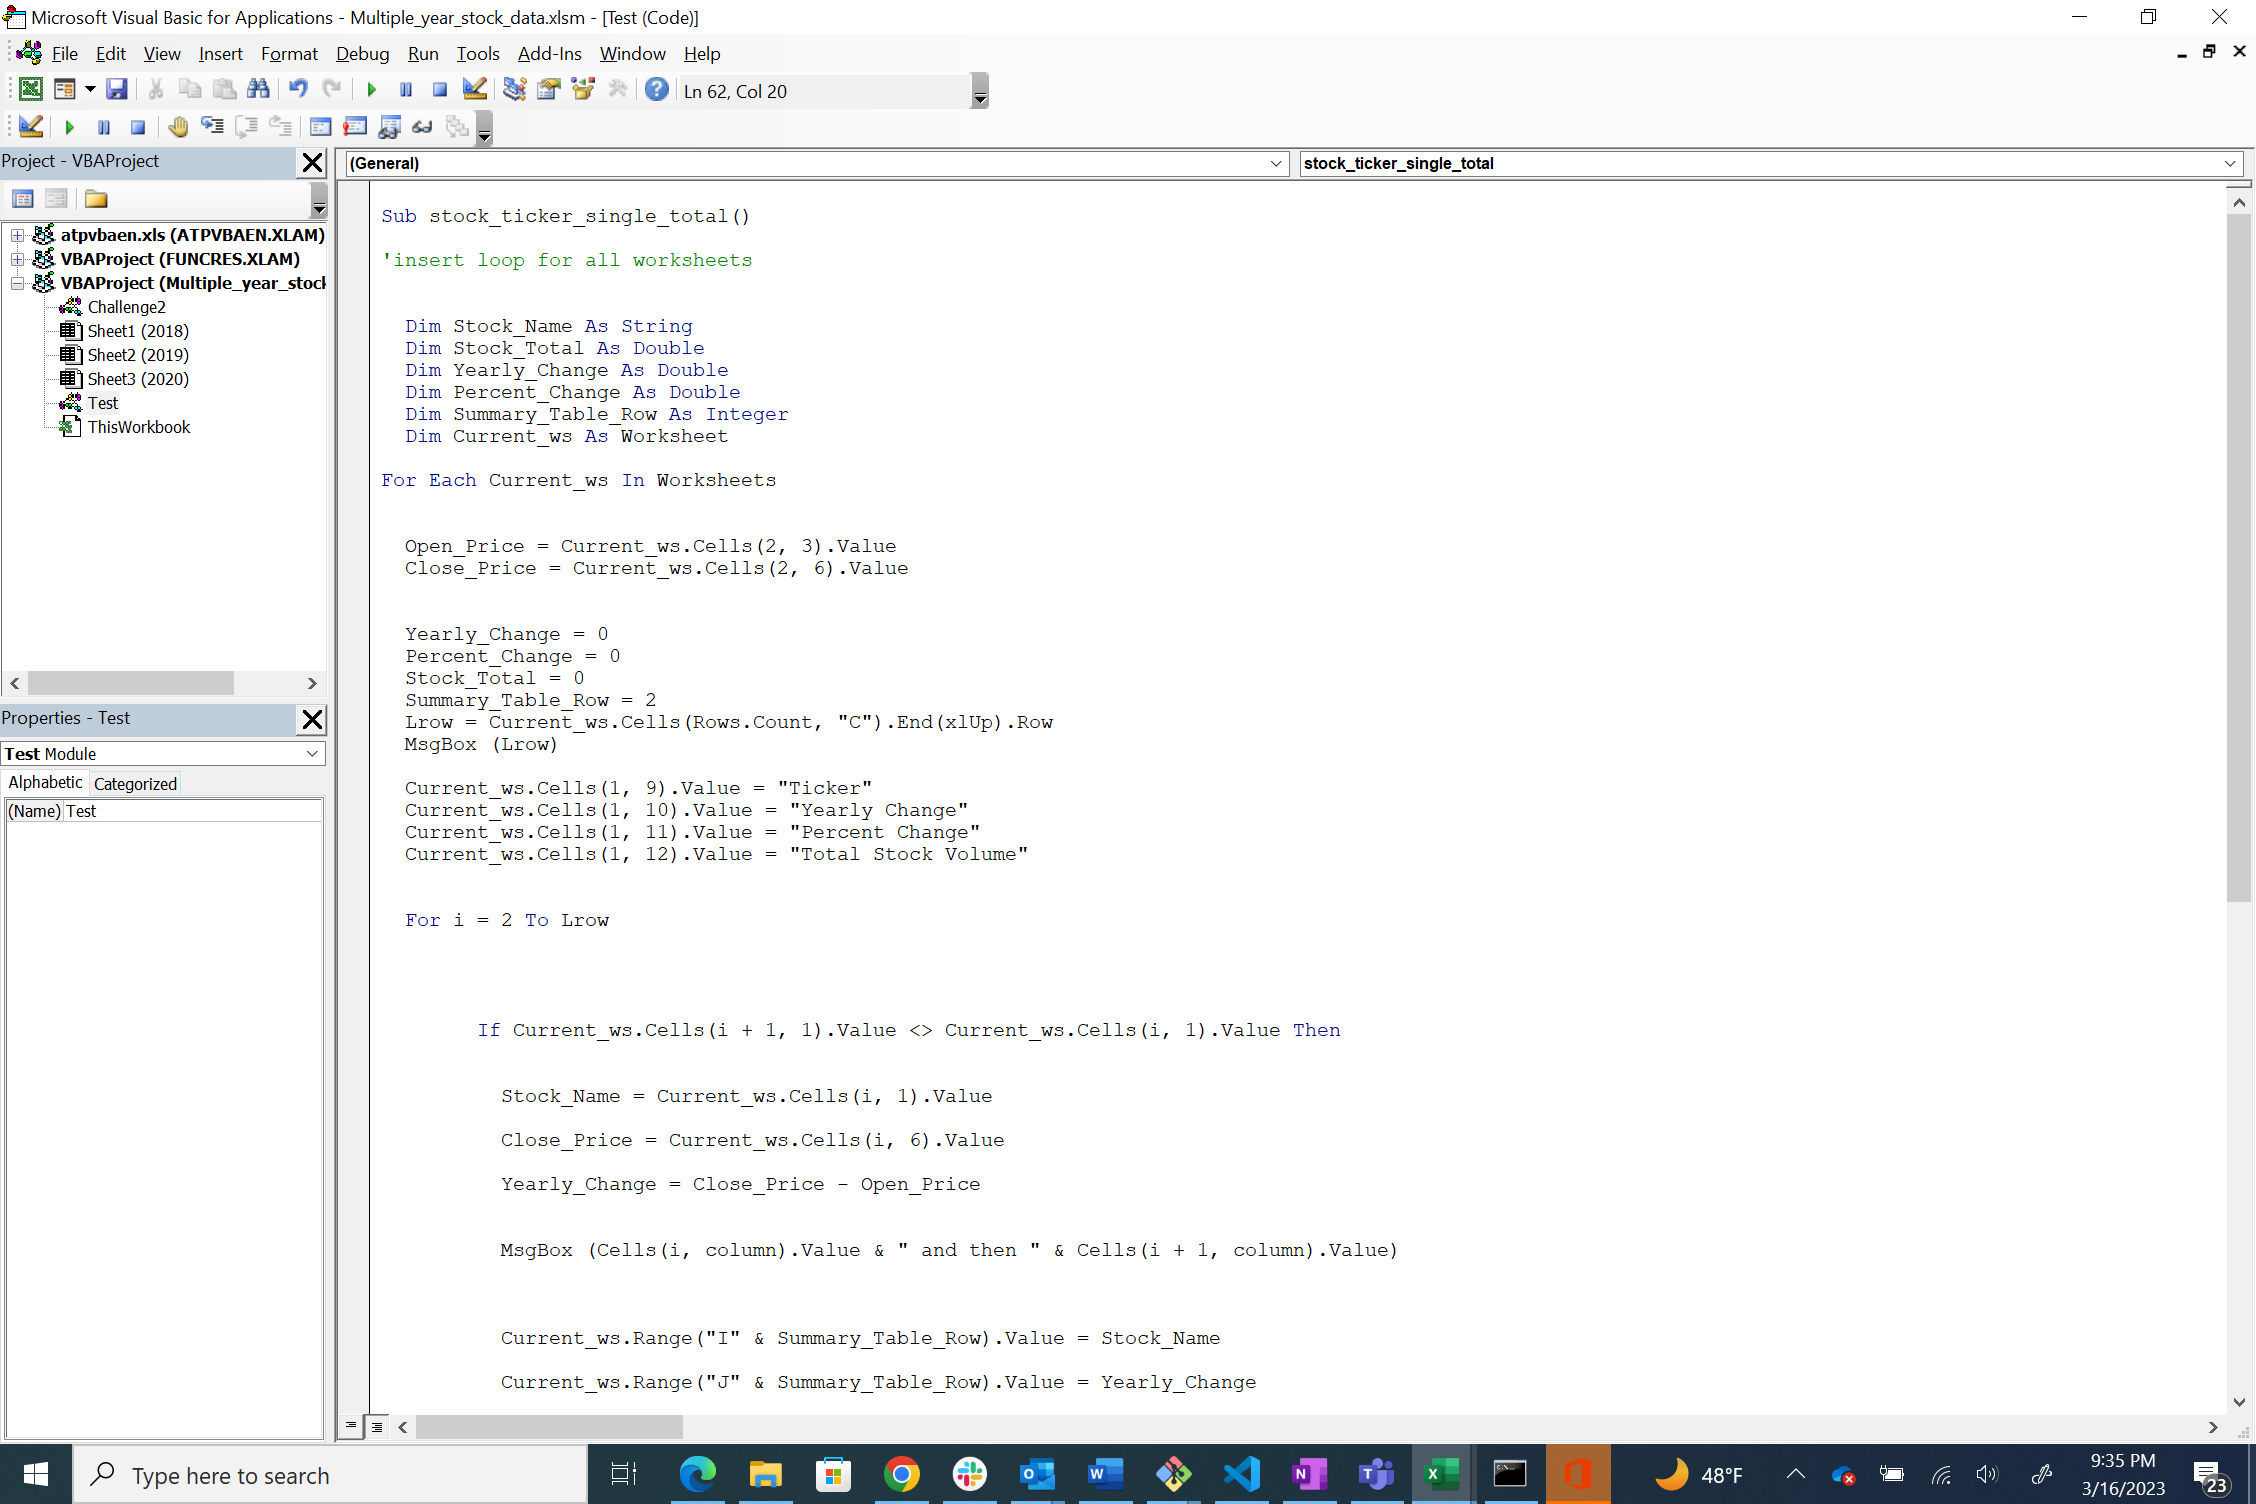 Microsoft Visual Basic for Applications - Multiple_year_stock_data.xlsm - [Test (Code)]
File Edit View Insert Format Debug Run Tools Add-Ins Window Help
Ln 62, Col 20
Project - VBAProject
(General)
stock_ticker_single_total
atpvbaen.xls (ATPVBAEN.XLAM)
VBAProject (FUNCRES.XLAM)
VBAProject (Multiple_year_stock
Challenge2
Sheet1 (2018)
Sheet2 (2019)
Sheet3 (2020)
Test
ThisWorkbook
Properties - Test
Test Module
Alphabetic Categorized
(Name) Test
Sub stock_ticker_single_total()
'insert loop for all worksheets
Dim Stock_Name As String
Dim Stock_Total As Double
Dim Yearly_Change As Double
Dim Percent_Change As Double
Dim Summary_Table_Row As Integer
Dim Current_ws As Worksheet
For Each Current_ws In Worksheets
Open_Price = Current_ws.Cells(2, 3).Value
Close_Price = Current_ws.Cells(2, 6).Value
Yearly_Change = 0
Percent_Change = 0
Stock_Total = 0
Summary_Table_Row = 2
Lrow = Current_ws.Cells(Rows.Count, "C").End(xlUp).Row
MsgBox (Lrow)
Current_ws.Cells(1, 9).Value = "Ticker"
Current_ws.Cells(1, 10).Value = "Yearly Change"
Current_ws.Cells(1, 11).Value = "Percent Change"
Current_ws.Cells(1, 12).Value = "Total Stock Volume"
For i = 2 To Lrow
If Current_ws.Cells(i + 1, 1).Value <> Current_ws.Cells(i, 1).Value Then
Stock_Name = Current_ws.Cells(i, 1).Value
Close_Price = Current_ws.Cells(i, 6).Value
Yearly_Change = Close_Price - Open_Price
MsgBox (Cells(i, column).Value & " and then " & Cells(i + 1, column).Value)
Current_ws.Range("I" & Summary_Table_Row).Value = Stock_Name
Current_ws.Range("J" & Summary_Table_Row).Value = Yearly_Change
Type here to search
48°F
9:35 PM
3/16/2023
23